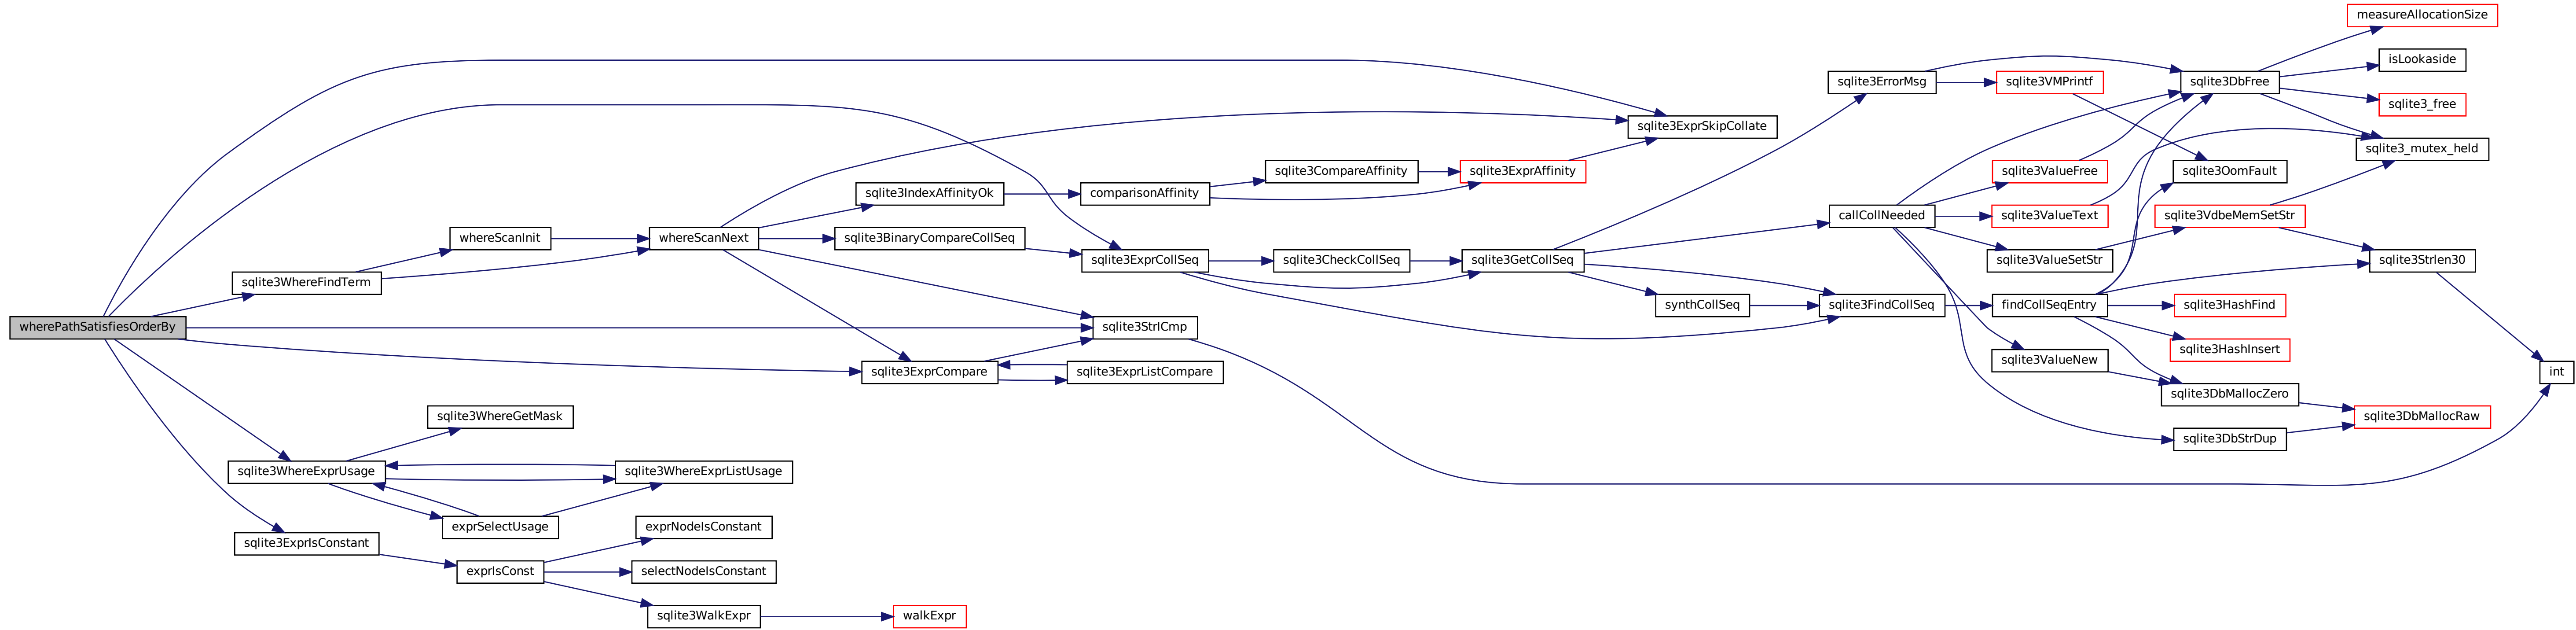 measureAllocationSize
isLookaside
sqlite3ErrorMsg
sqlite3VMPrintf
sqlite3DbFree
sqlite3_free
sqlite3ExprSkipCollate
sqlite3_mutex_held
sqlite3CompareAffinity
sqlite3ExprAffinity
sqlite3ValueFree
sqlite3OomFault
sqlite3IndexAffinityOk
comparisonAffinity
callCollNeeded
sqlite3ValueText
sqlite3VdbeMemSetStr
whereScanInit
whereScanNext
sqlite3BinaryCompareCollSeq
sqlite3ExprCollSeq
sqlite3CheckCollSeq
sqlite3GetCollSeq
sqlite3ValueSetStr
sqlite3Strlen30
sqlite3WhereFindTerm
synthCollSeq
sqlite3FindCollSeq
findCollSeqEntry
sqlite3HashFind
wherePathSatisfiesOrderBy
sqlite3StrICmp
sqlite3HashInsert
sqlite3ExprCompare
sqlite3ExprListCompare
sqlite3ValueNew
int
sqlite3DbMallocZero
sqlite3WhereGetMask
sqlite3DbMallocRaw
sqlite3DbStrDup
sqlite3WhereExprUsage
sqlite3WhereExprListUsage
exprSelectUsage
exprNodeIsConstant
sqlite3ExprIsConstant
exprIsConst
selectNodeIsConstant
sqlite3WalkExpr
walkExpr